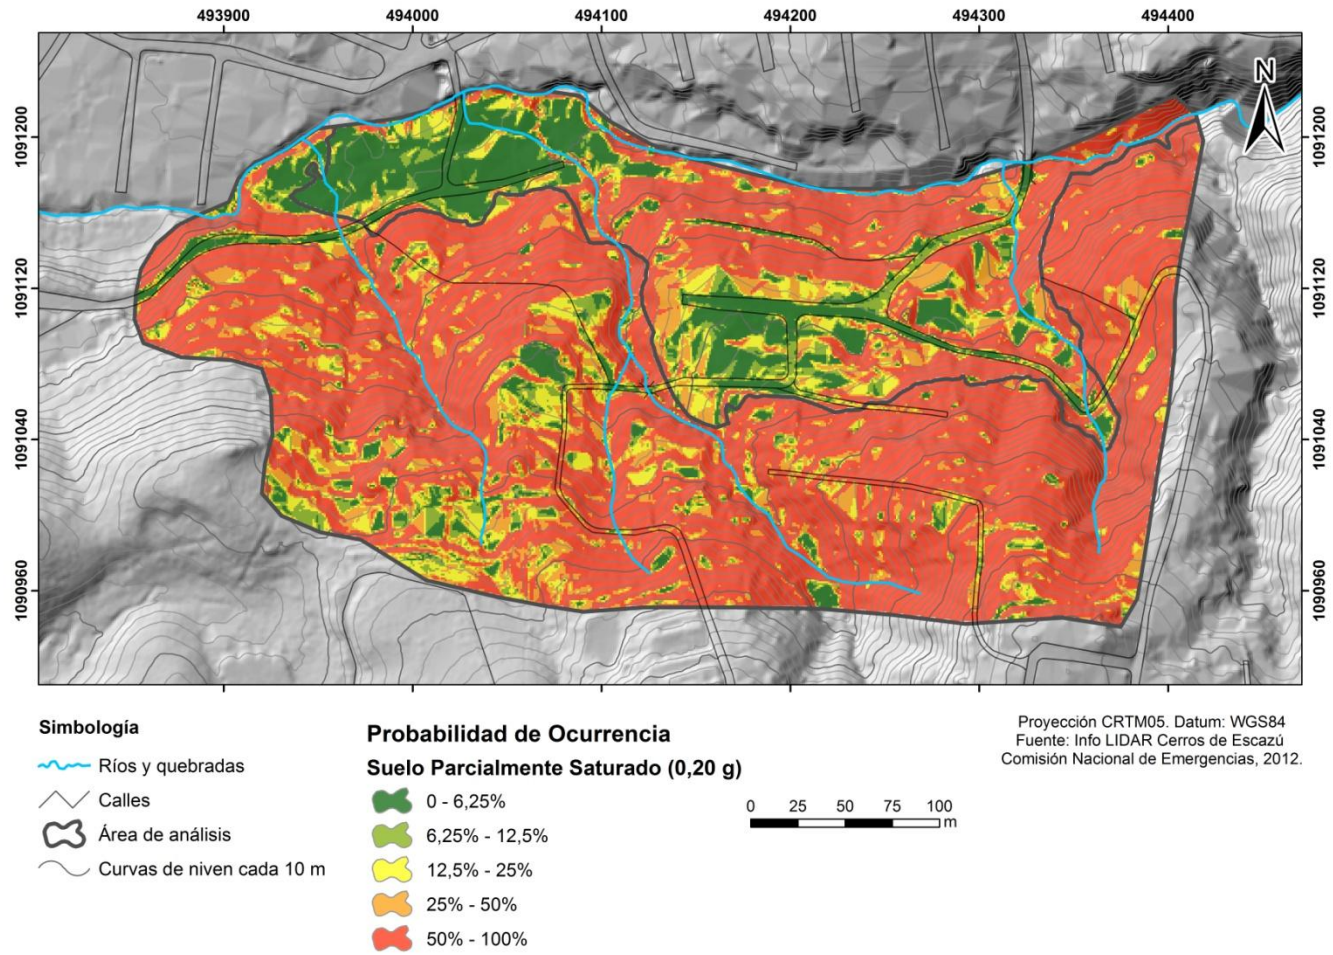 493900 494000 494100 494200 494300 494400
N
1091200 1091200
1091120 1091120
1091040 1091040
1090960 1090960
Simbología
Ríos y quebradas
Calles
Área de análisis
Curvas de niven cada 10 m
Probabilidad de Ocurrencia
Suelo Parcialmente Saturado (0,20 g)
0 - 6,25%
6,25% - 12,5%
12,5% - 25%
25% - 50%
50% - 100%
Proyección CRTM05. Datum: WGS84
Fuente: Info LIDAR Cerros de Escazú
Comisión Nacional de Emergencias, 2012.
0 25 50 75 100
m